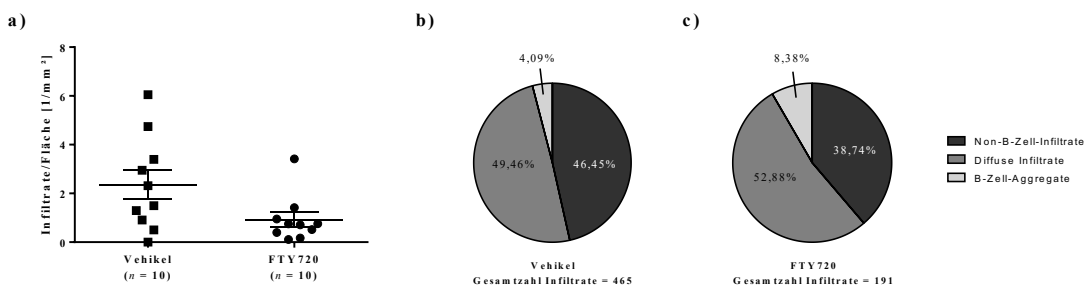 a)
Infiltrate/Fläche [1/mm²]
8
6
4
2
0
Vehikel
(n = 10)
FTY720
(n = 10)
b)
4,09%
49,46%
46,45%
Vehikel
Gesamtzahl Infiltrate = 465
c)
8,38%
38,74%
52,88%
FTY720
Gesamtzahl Infiltrate = 191
Non-B-Zell-Infiltrate
Diffuse Infiltrate
B-Zell-Aggregate